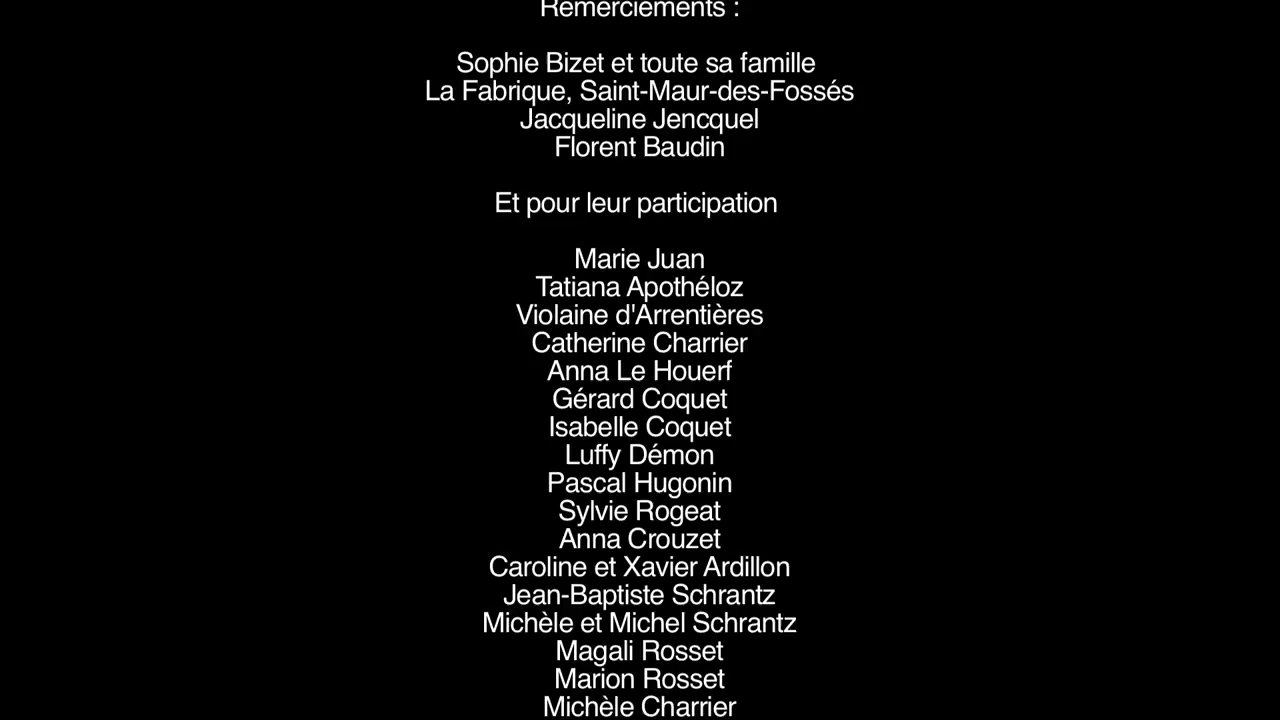 Remerciements :
Sophie Bizet et toute sa famille
La Fabrique, Saint-Maur-des-Fossés
Jacqueline Jencquel
Florent Baudin
Et pour leur participation
Marie Juan
Tatiana Apothéloz
Violaine d'Arrentières
Catherine Charrier
Anna Le Houerf
Gérard Coquet
Isabelle Coquet
Luffy Démon
Pascal Hugonin
Sylvie Rogeat
Anna Crouzet
Caroline et Xavier Ardillon
Jean-Baptiste Schrantz
Michèle et Michel Schrantz
Magali Rosset
Marion Rosset
Michèle Charrier